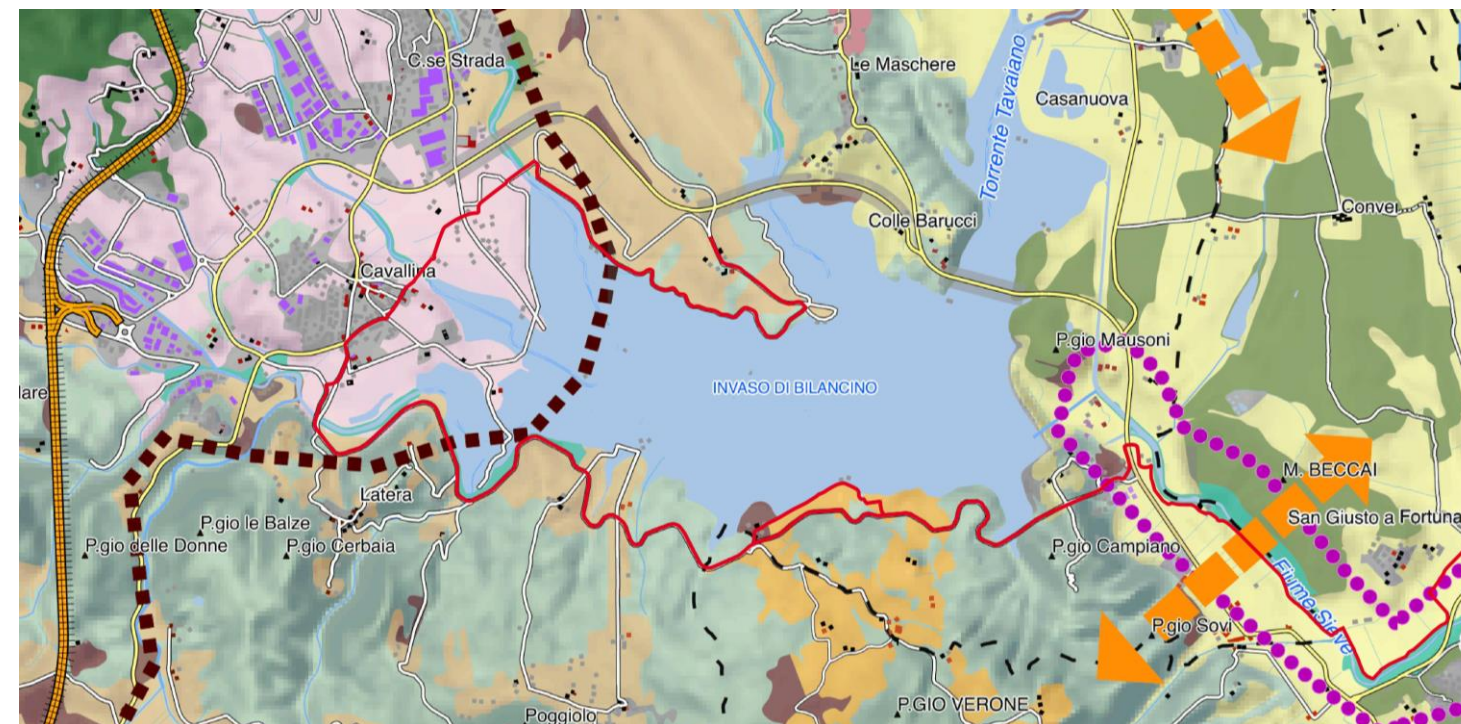 C.se Strada
Le Maschere
Torrente Tavaiano
Casanuova
Conver...
Colle Barucci
Cavallina
P.gio Mausoni
INVASO DI BILANCINO
lare
M. BECCAI
Latera
San Giusto a Fortuna
P.gio le Balze
P.gio delle Donne
P.gio Cerbaia
P.gio Campiano
Fiume Sieve
P.gio Sovi
P.GIO VERONE
Poggiolo